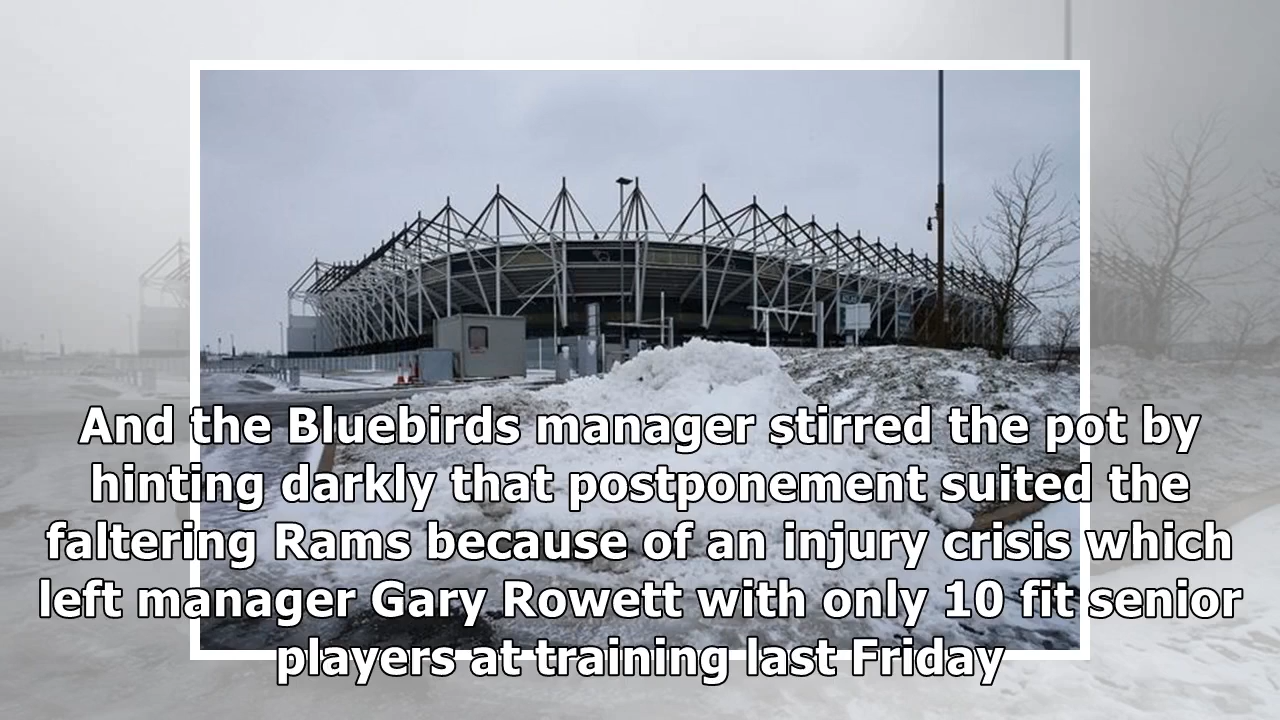 And the Bluebirds manager stirred the pot by
hinting darkly that postponement suited the
faltering Rams because of an injury crisis which
left manager Gary Rowett with only 10 fit senior
players at training last Friday